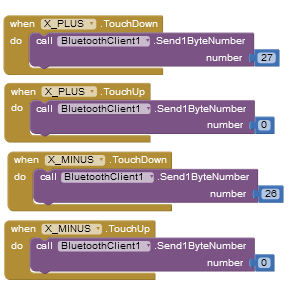 when X_PLUS .TouchDown
do call BluetoothClient1 .Send1ByteNumber
number 27
when X_PLUS .TouchUp
do call BluetoothClient1 .Send1ByteNumber
number 0
when X_MINUS .TouchDown
do call BluetoothClient1 .Send1ByteNumber
number 26
when X_MINUS .TouchUp
do call BluetoothClient1 .Send1ByteNumber
number 0